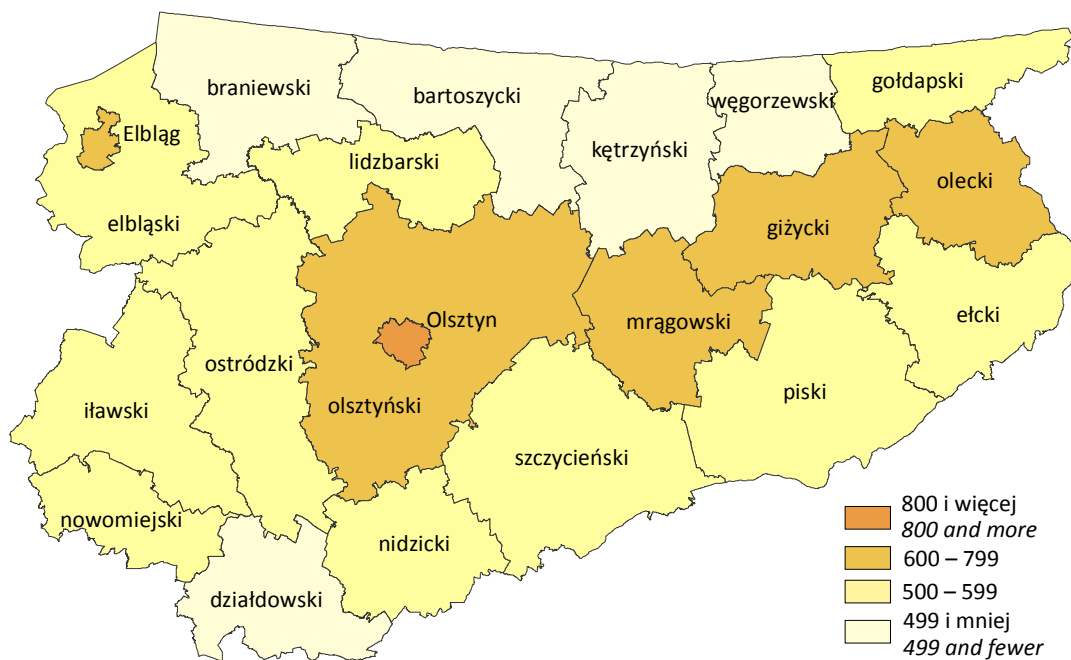 gołdapski
braniewski
bartoszycki
węgorzewski
Elbląg
kętrzyński
lidzbarski
olecki
elbląski
giżycki
Olsztyn
mrągowski
ełcki
ostródzki
piski
iławski
olsztyński
szczycieński
nowomiejski
nidzicki
działdowski
800 i więcej
800 and more
600 – 799
500 – 599
499 i mniej
499 and fewer